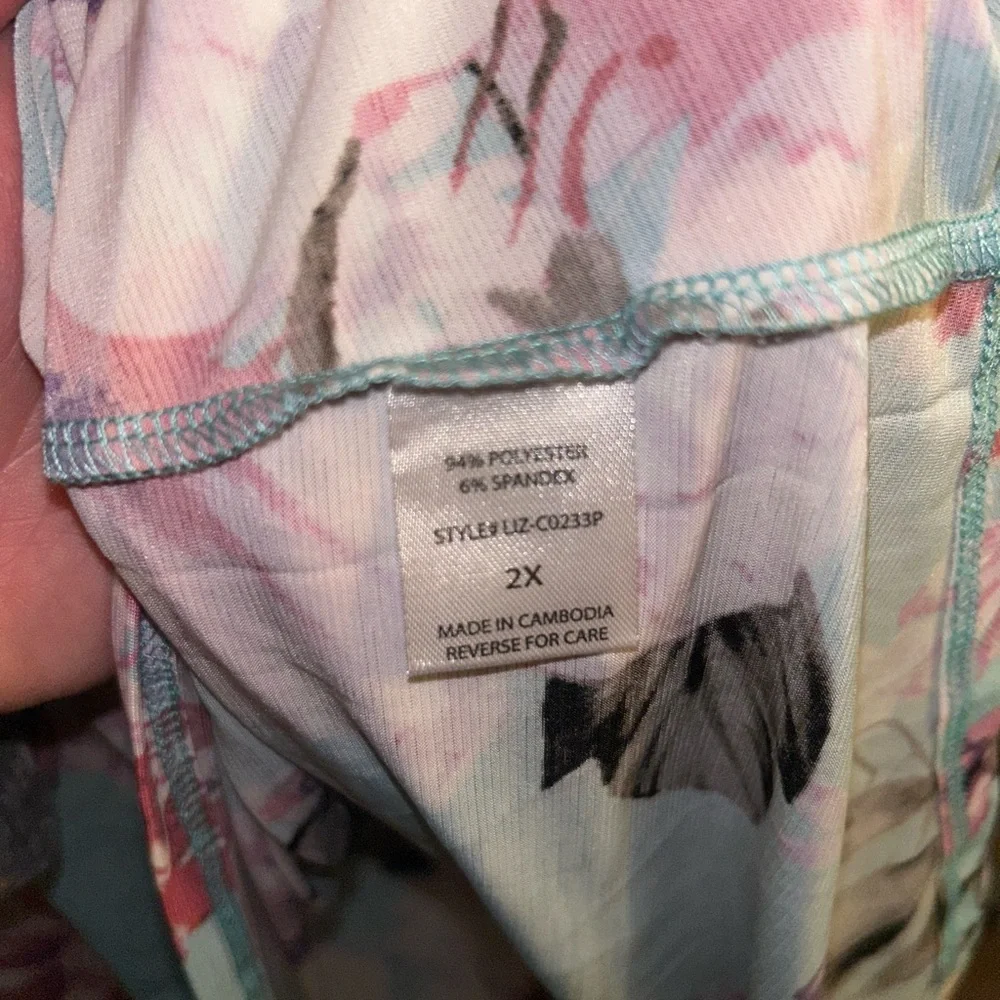 94% POLYESTER
6% SPANDEX
STYLE# LIZ-C0233P
2X
MADE IN CAMBODIA
REVERSE FOR CARE